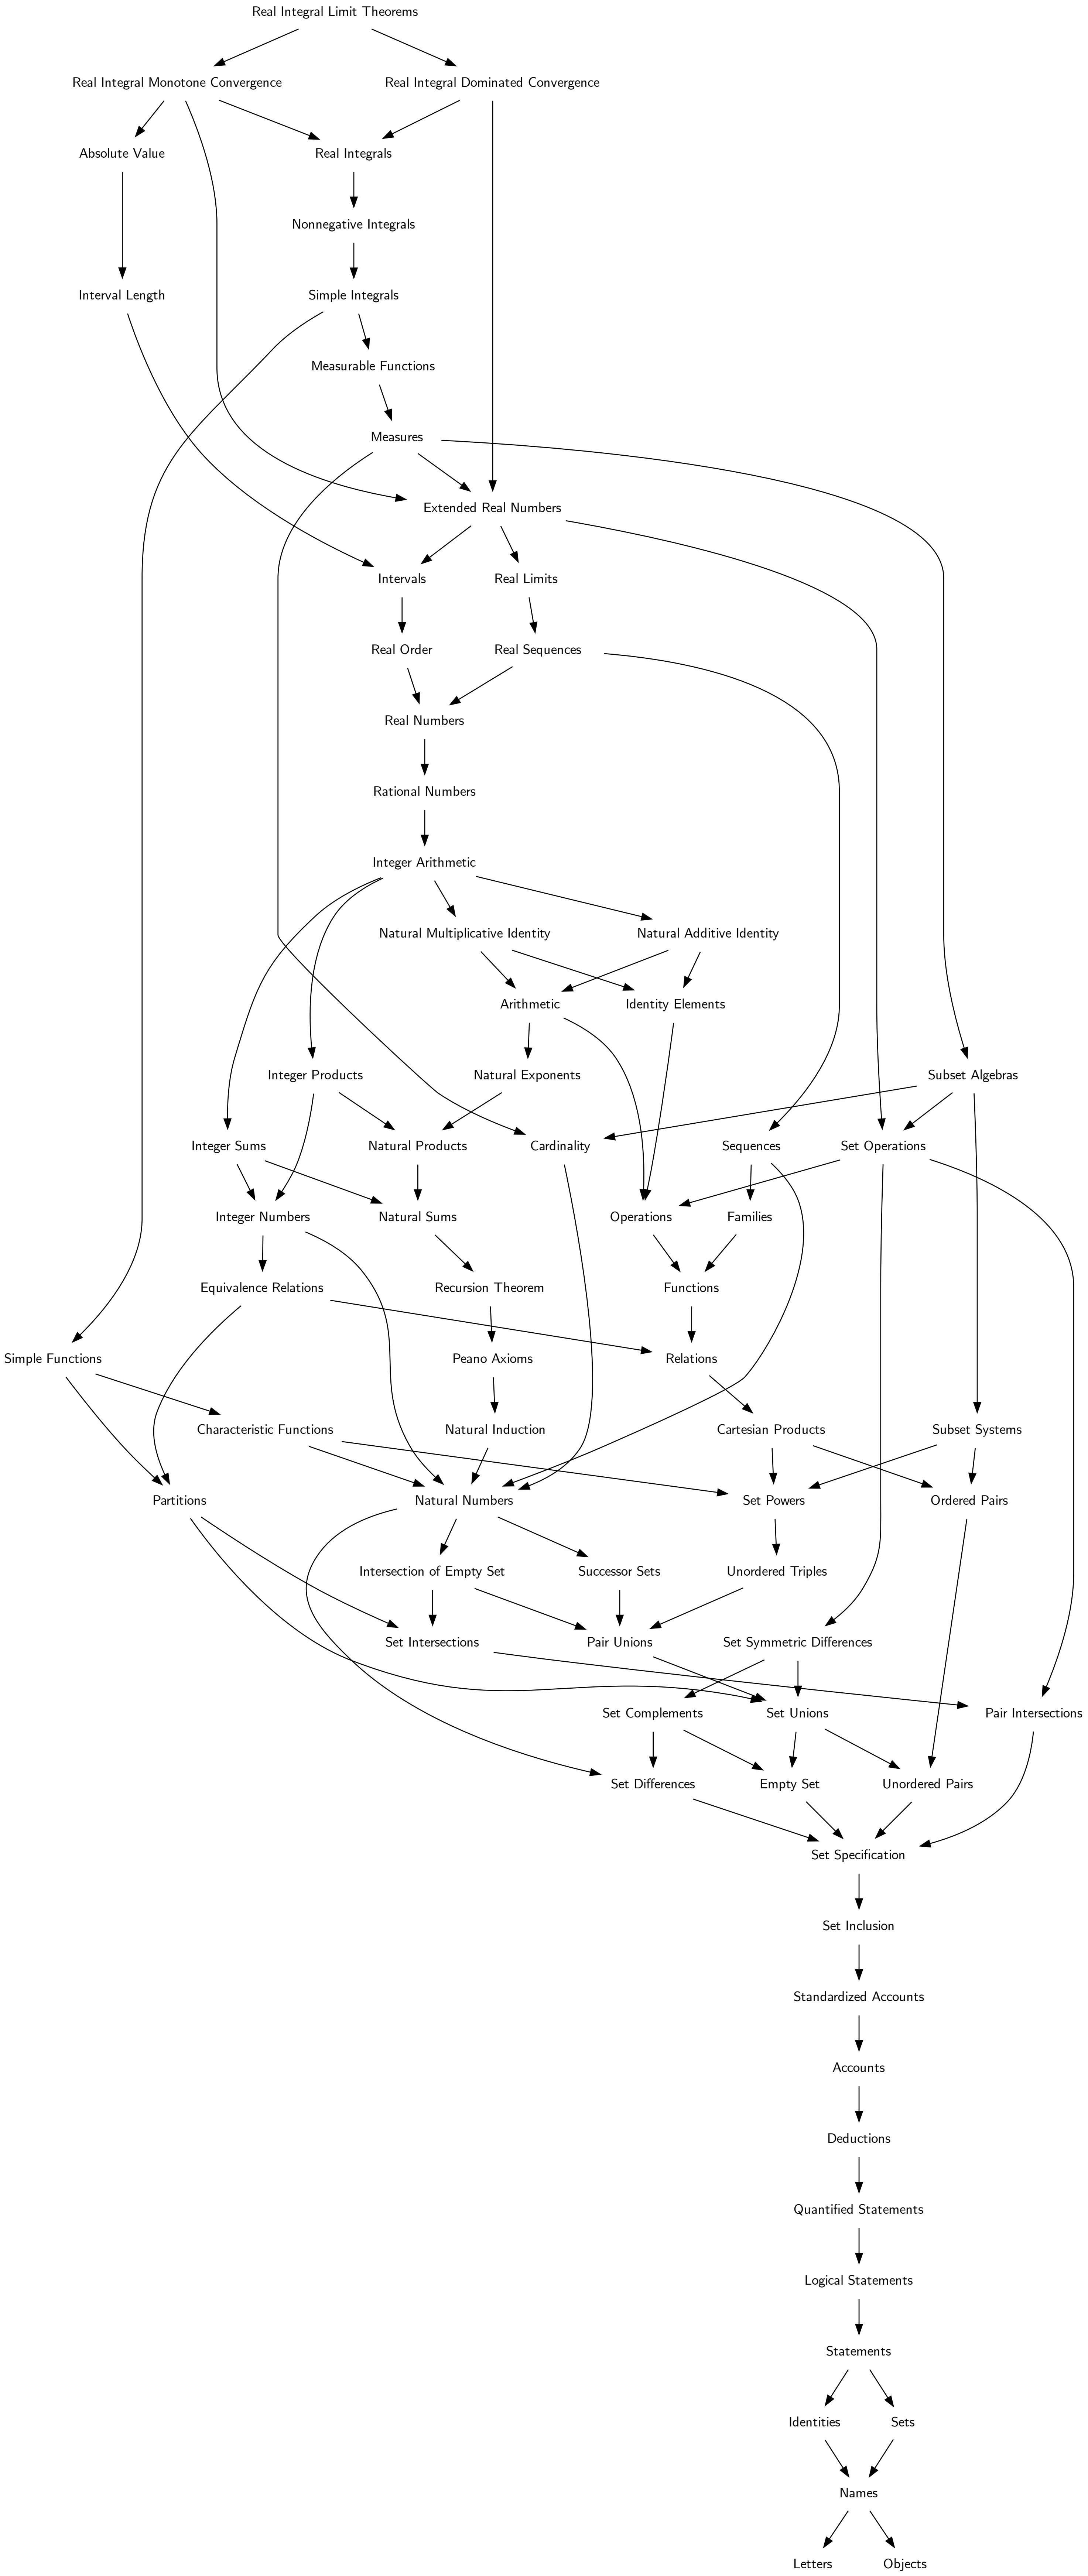 Real Integral Limit Theorems
Real Integral Monotone Convergence
Real Integral Dominated Convergence
Absolute Value
Real Integrals
Nonnegative Integrals
Interval Length
Simple Integrals
Measurable Functions
Measures
Extended Real Numbers
Intervals
Real Limits
Real Order
Real Sequences
Real Numbers
Rational Numbers
Integer Arithmetic
Natural Multiplicative Identity
Natural Additive Identity
Arithmetic
Identity Elements
Integer Products
Natural Exponents
Subset Algebras
Integer Sums
Natural Products
Cardinality
Sequences
Set Operations
Integer Numbers
Natural Sums
Operations
Families
Equivalence Relations
Recursion Theorem
Functions
Simple Functions
Peano Axioms
Relations
Characteristic Functions
Natural Induction
Cartesian Products
Subset Systems
Partitions
Natural Numbers
Set Powers
Ordered Pairs
Intersection of Empty Set
Successor Sets
Unordered Triples
Set Intersections
Pair Unions
Set Symmetric Differences
Set Complements
Set Unions
Pair Intersections
Set Differences
Empty Set
Unordered Pairs
Set Specification
Set Inclusion
Standardized Accounts
Accounts
Deductions
Quantified Statements
Logical Statements
Statements
Identities
Sets
Names
Letters
Objects